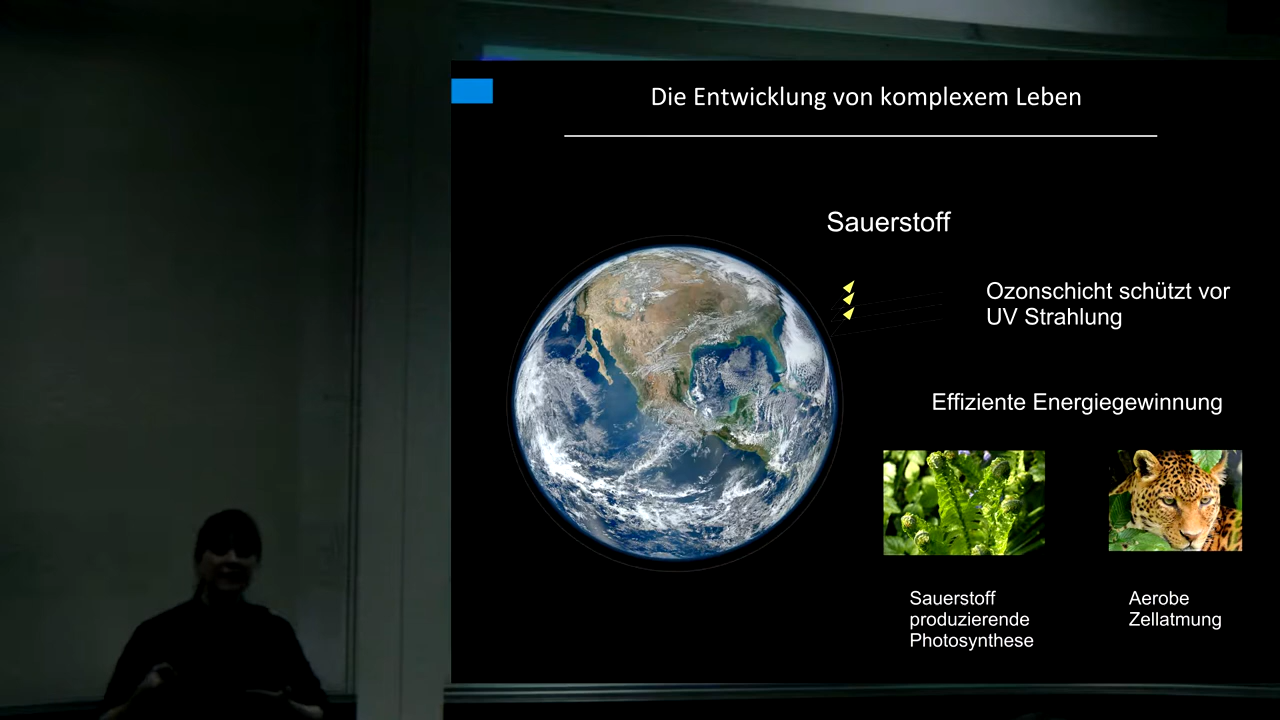 Die Entwicklung von komplexem Leben
Sauerstoff
Ozonschicht schützt vor
UV Strahlung
Effiziente Energiegewinnung
Sauerstoff
produzierende
Photosynthese
Aerobe
Zellatmung